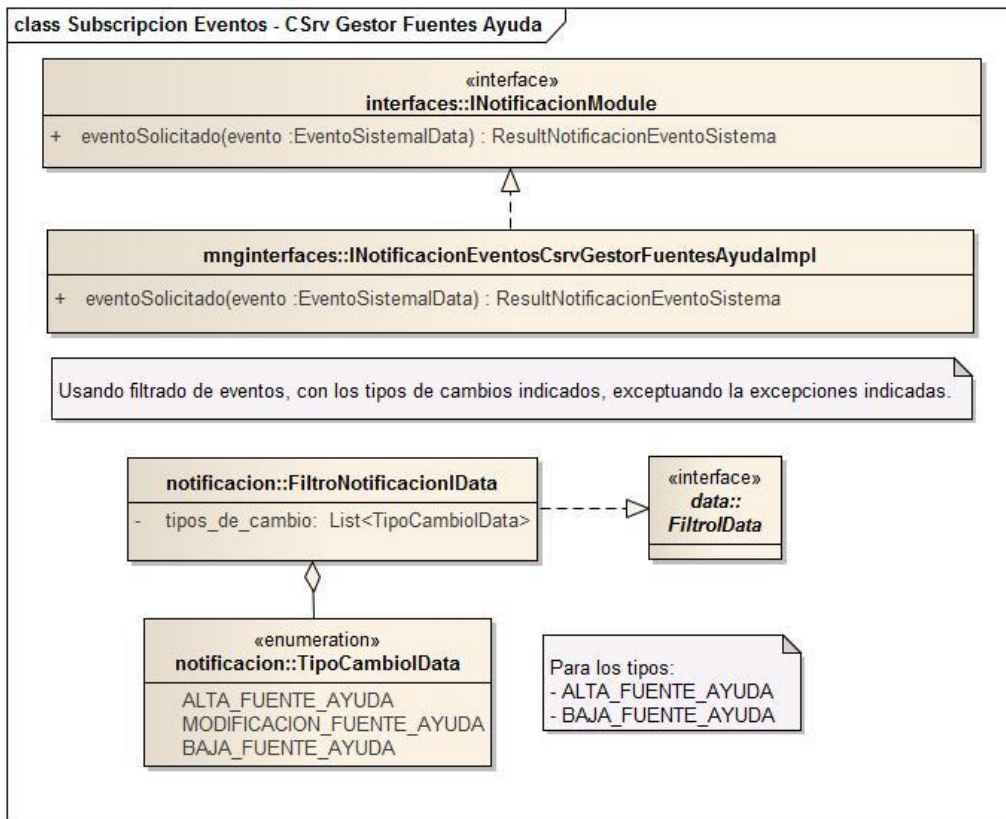 class Subscripcion Eventos - CSrv Gestor Fuentes Ayuda
«interface»
interfaces::INotificacionModule
+ eventoSolicitado(evento :EventoSistemaIData) : ResultNotificacionEventoSistema
mnginterfaces::INotificacionEventosCsrvGestorFuentesAyudaImpl
+ eventoSolicitado(evento :EventoSistemaIData) : ResultNotificacionEventoSistema
Usando filtrado de eventos, con los tipos de cambios indicados, exceptuando la excepciones indicadas.
notificacion::FiltroNotificacionIData
- tipos_de_cambio: List<TipoCambioIData>
«interface»
data::
FiltroIData
«enumeration»
notificacion::TipoCambioIData
ALTA_FUENTE_AYUDA
MODIFICACION_FUENTE_AYUDA
BAJA_FUENTE_AYUDA
Para los tipos:
- ALTA_FUENTE_AYUDA
- BAJA_FUENTE_AYUDA